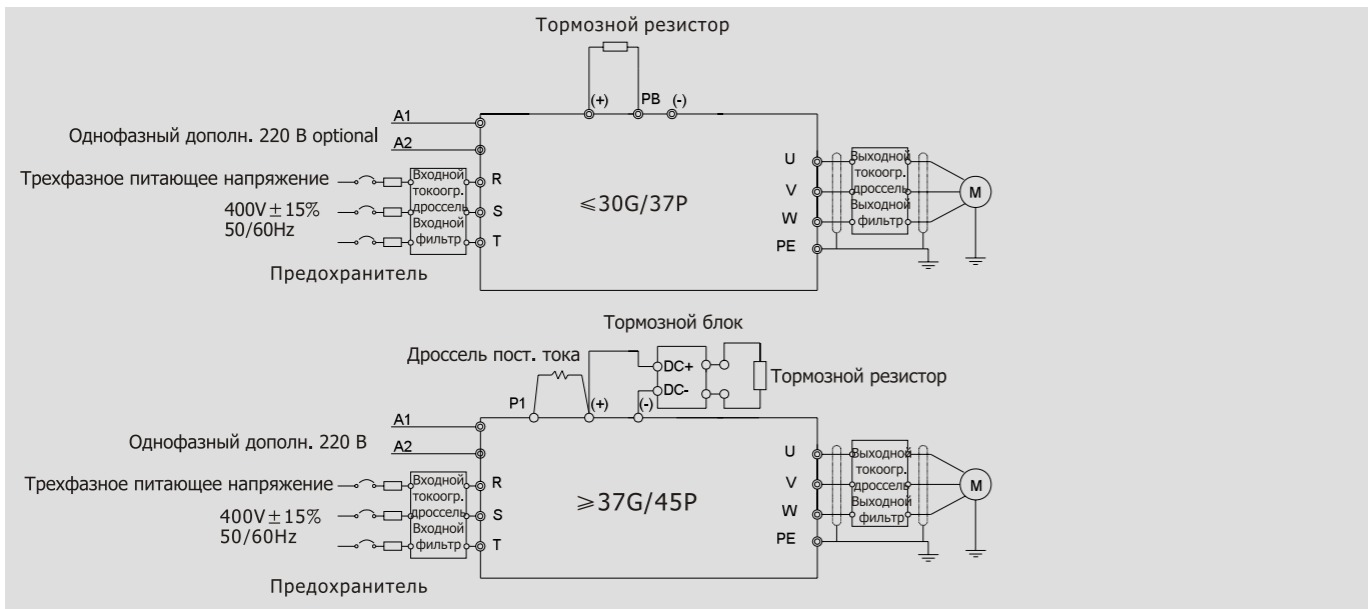 Тормозной резистор
(+) PB (-)
A1
Однофазный дополн. 220 В optional
A2
Трехфазное питающее напряжение
400V±15%
50/60Hz
Предохранитель
Входной
токоогр.
дроссель
Входной
фильтр
R
S
T
≤30G/37P
U
V
W
PE
Выходной
токоогр.
дроссель
Выходной
фильтр
M
Тормозной блок
Дроссель пост. тока
DC+
DC-
Тормозной резистор
P1 (+) (-)
A1
Однофазный дополн. 220 В
A2
Трехфазное питающее напряжение
400V±15%
50/60Hz
Предохранитель
Входной
токоогр.
дроссель
Входной
фильтр
R
S
T
≥37G/45P
U
V
W
PE
Выходной
токоогр.
дроссель
Выходной
фильтр
M